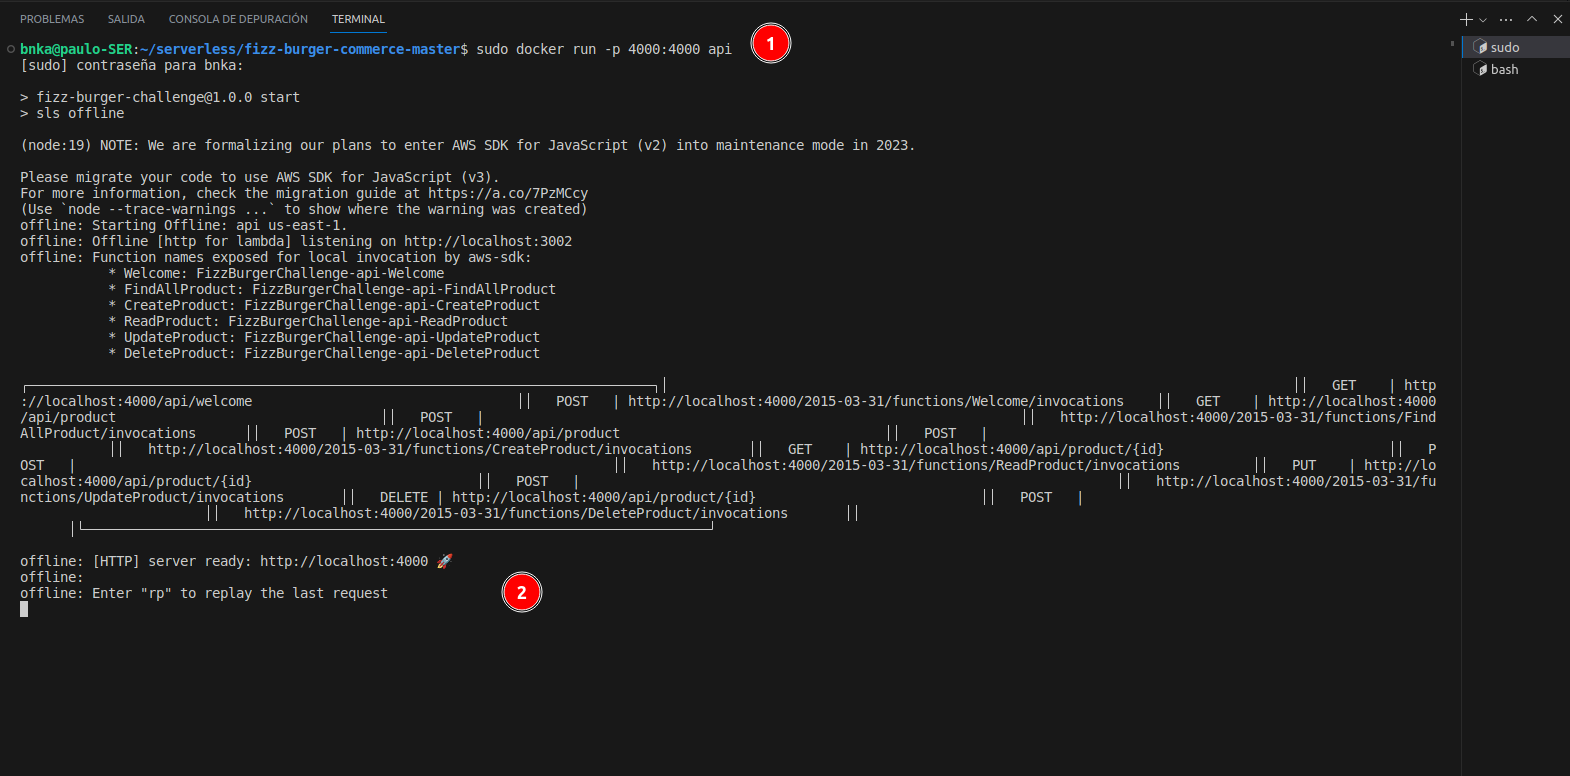 PROBLEMAS SALIDA CONSOLA DE DEPURACIÓN TERMINAL
bnka@paulo-SER:~/serverless/fizz-burger-commerce-master$ sudo docker run -p 4000:4000 api
1
sudo
[sudo] contraseña para bnka:
bash
> fizz-burger-challenge@1.0.0 start
> sls offline
(node:19) NOTE: We are formalizing our plans to enter AWS SDK for JavaScript (v2) into maintenance mode in 2023.
Please migrate your code to use AWS SDK for JavaScript (v3).
For more information, check the migration guide at https://a.co/7PzMCcy
(Use `node --trace-warnings ...` to show where the warning was created)
offline: Starting Offline: api us-east-1.
offline: Offline [http for lambda] listening on http://localhost:3002
offline: Function names exposed for local invocation by aws-sdk:
* Welcome: FizzBurgerChallenge-api-Welcome
* FindAllProduct: FizzBurgerChallenge-api-FindAllProduct
* CreateProduct: FizzBurgerChallenge-api-CreateProduct
* ReadProduct: FizzBurgerChallenge-api-ReadProduct
* UpdateProduct: FizzBurgerChallenge-api-UpdateProduct
* DeleteProduct: FizzBurgerChallenge-api-DeleteProduct
││ GET | http
://localhost:4000/api/welcome ││ POST | http://localhost:4000/2015-03-31/functions/Welcome/invocations ││ GET | http://localhost:4000
/api/product ││ POST | ││ http://localhost:4000/2015-03-31/functions/Find
AllProduct/invocations ││ POST | http://localhost:4000/api/product ││ POST |
││ http://localhost:4000/2015-03-31/functions/CreateProduct/invocations ││ GET | http://localhost:4000/api/product/{id} ││ P
OST | ││ http://localhost:4000/2015-03-31/functions/ReadProduct/invocations ││ PUT | http://lo
calhost:4000/api/product/{id} ││ POST | ││ http://localhost:4000/2015-03-31/fu
nctions/UpdateProduct/invocations ││ DELETE | http://localhost:4000/api/product/{id} ││ POST |
││ http://localhost:4000/2015-03-31/functions/DeleteProduct/invocations ││
offline: [HTTP] server ready: http://localhost:4000 🚀
offline:
offline: Enter "rp" to replay the last request
2